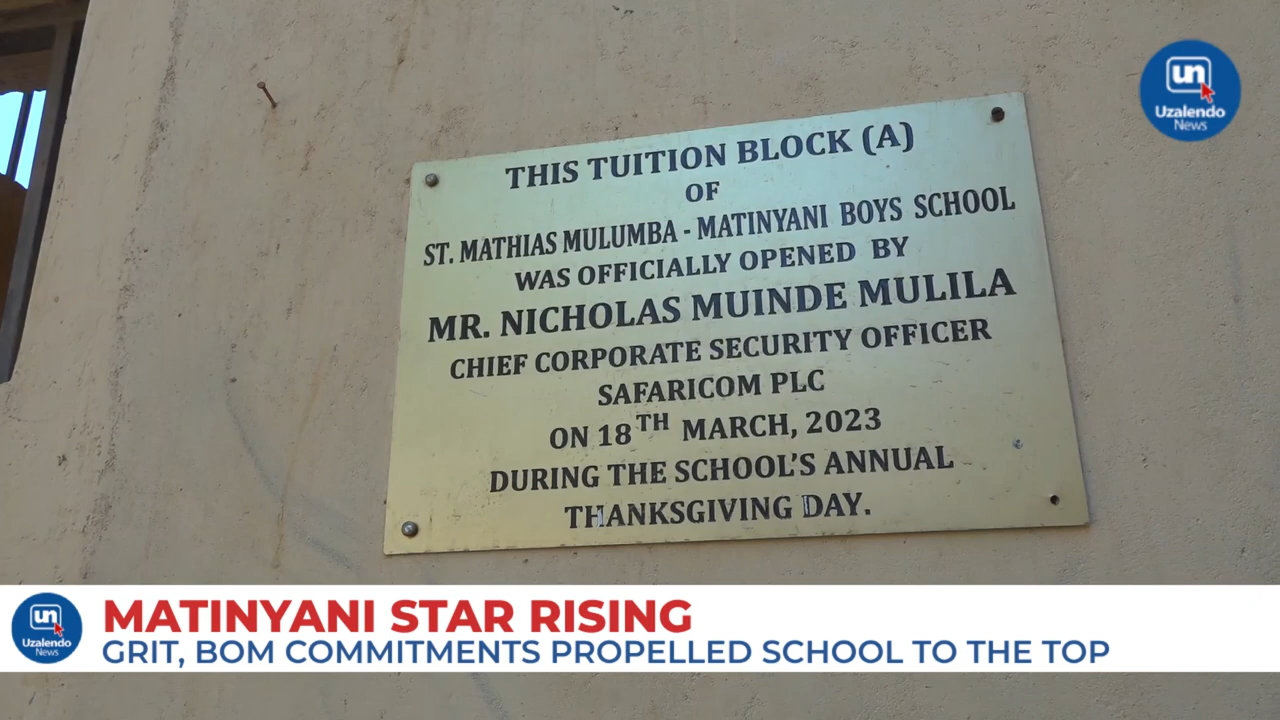 un
Uzalendo
News
THIS TUITION BLOCK (A)
OF
ST. MATHIAS MULUMBA - MATINYANI BOYS SCHOOL
WAS OFFICIALLY OPENED BY
MR. NICHOLAS MUINDE MULILA
CHIEF CORPORATE SECURITY OFFICER
SAFARICOM PLC
ON 18TH MARCH, 2023
DURING THE SCHOOL'S ANNUAL
THANKSGIVING DAY.
un
Uzalendo
News
MATINYANI STAR RISING
GRIT, BOM COMMITMENTS PROPELLED SCHOOL TO THE TOP